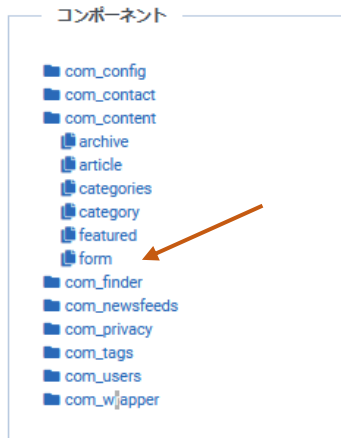 コンポーネント
com_config
com_contact
com_content
archive
article
categories
category
featured
form
com_finder
com_newsfeeds
com_privacy
com_tags
com_users